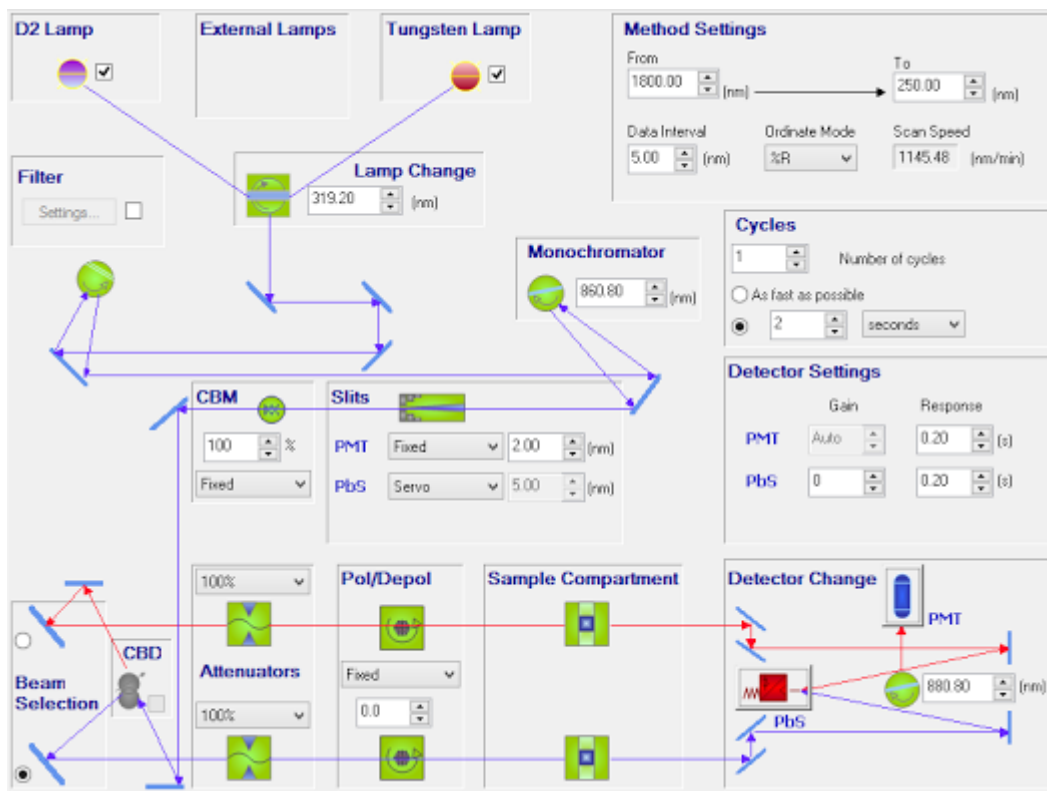 D2 Lamp
External Lamps
Tungsten Lamp
Method Settings
From
To
1800.00 (nm)
250.00 (nm)
Data Interval
Ordinate Mode
Scan Speed
5.00 (nm)
%R
1145.48 (nm/min)
Filter
Settings...
Lamp Change
319.20 (nm)
Cycles
1 Number of cycles
As fast as possible
2 seconds
Monochromator
860.80 (nm)
CBM
100 %
Fixed
Slits
PMT Fixed 2.00 (nm)
PbS Servo 5.00 (nm)
Detector Settings
Gain Response
PMT Auto 0.20 (s)
PbS 0 0.20 (s)
100%
Pol/Depol
Sample Compartment
Detector Change
PMT
CBD
Beam
Selection
Attenuators
Fixed
880.80 (nm)
100%
0.0
PbS